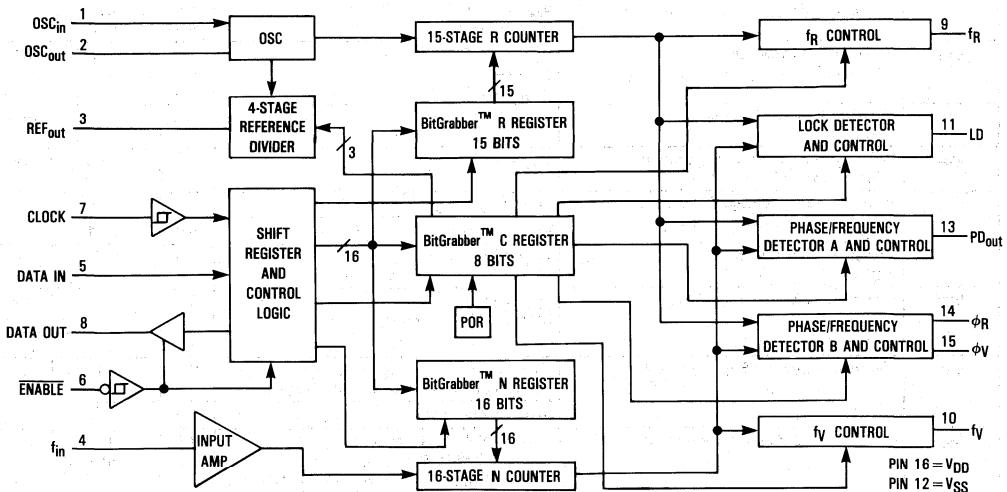 OSCin 1
OSCout 2
OSC
15-STAGE R COUNTER
fR CONTROL
9 fR
15
REFout 3
4-STAGE
REFERENCE
DIVIDER
3
BitGrabber™ R REGISTER
15 BITS
LOCK DETECTOR
AND CONTROL
11 LD
CLOCK 7
DATA IN 5
DATA OUT 8
ENABLE 6
SHIFT
REGISTER
AND
CONTROL
LOGIC
16
BitGrabber™ C REGISTER
8 BITS
POR
PHASE/FREQUENCY
DETECTOR A AND CONTROL
13 PDout
PHASE/FREQUENCY
DETECTOR B AND CONTROL
14 ϕR
15 ϕV
BitGrabber™ N REGISTER
16 BITS
16
fin 4
INPUT
AMP
16-STAGE N COUNTER
fV CONTROL
10 fV
PIN 16 = VDD
PIN 12 = VSS